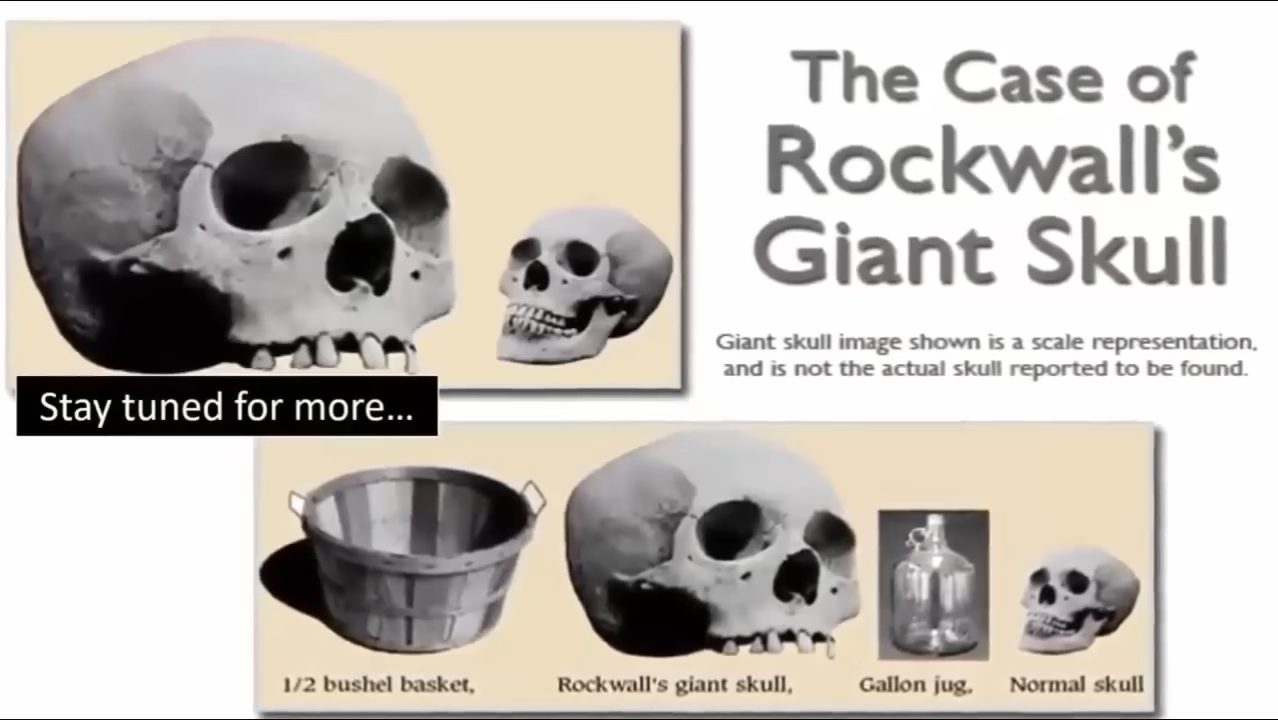 The Case of
Rockwall's
Giant Skull
Giant skull image shown is a scale representation,
and is not the actual skull reported to be found.
Stay tuned for more...
1/2 bushel basket, Rockwall's giant skull, Gallon jug, Normal skull